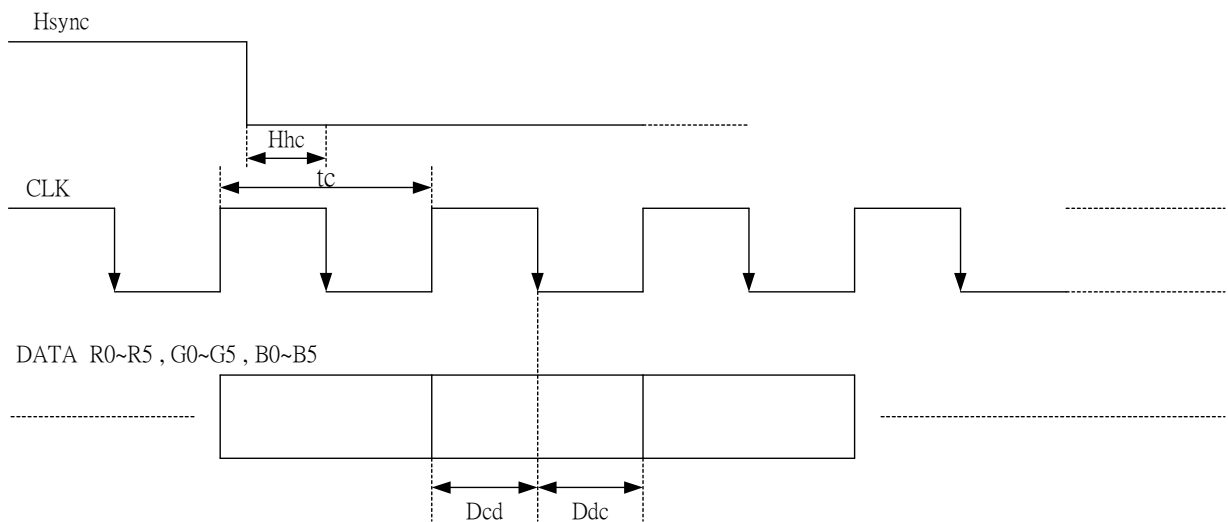 Hsync
Hhc
tc
CLK
DATA R0~R5 , G0~G5 , B0~B5
Dcd Ddc